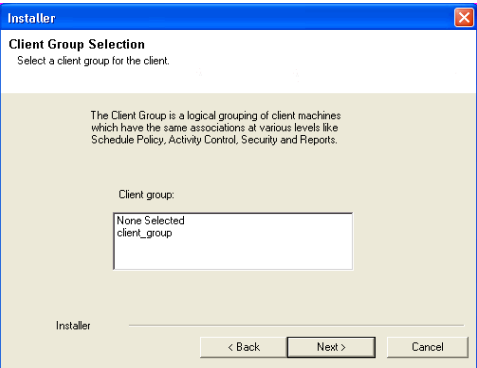 Installer
Client Group Selection
Select a client group for the client.
The Client Group is a logical grouping of client machines
which have the same associations at various levels like
Schedule Policy, Activity Control, Security and Reports.
Client group:
None Selected
client_group
Installer
< Back Next > Cancel